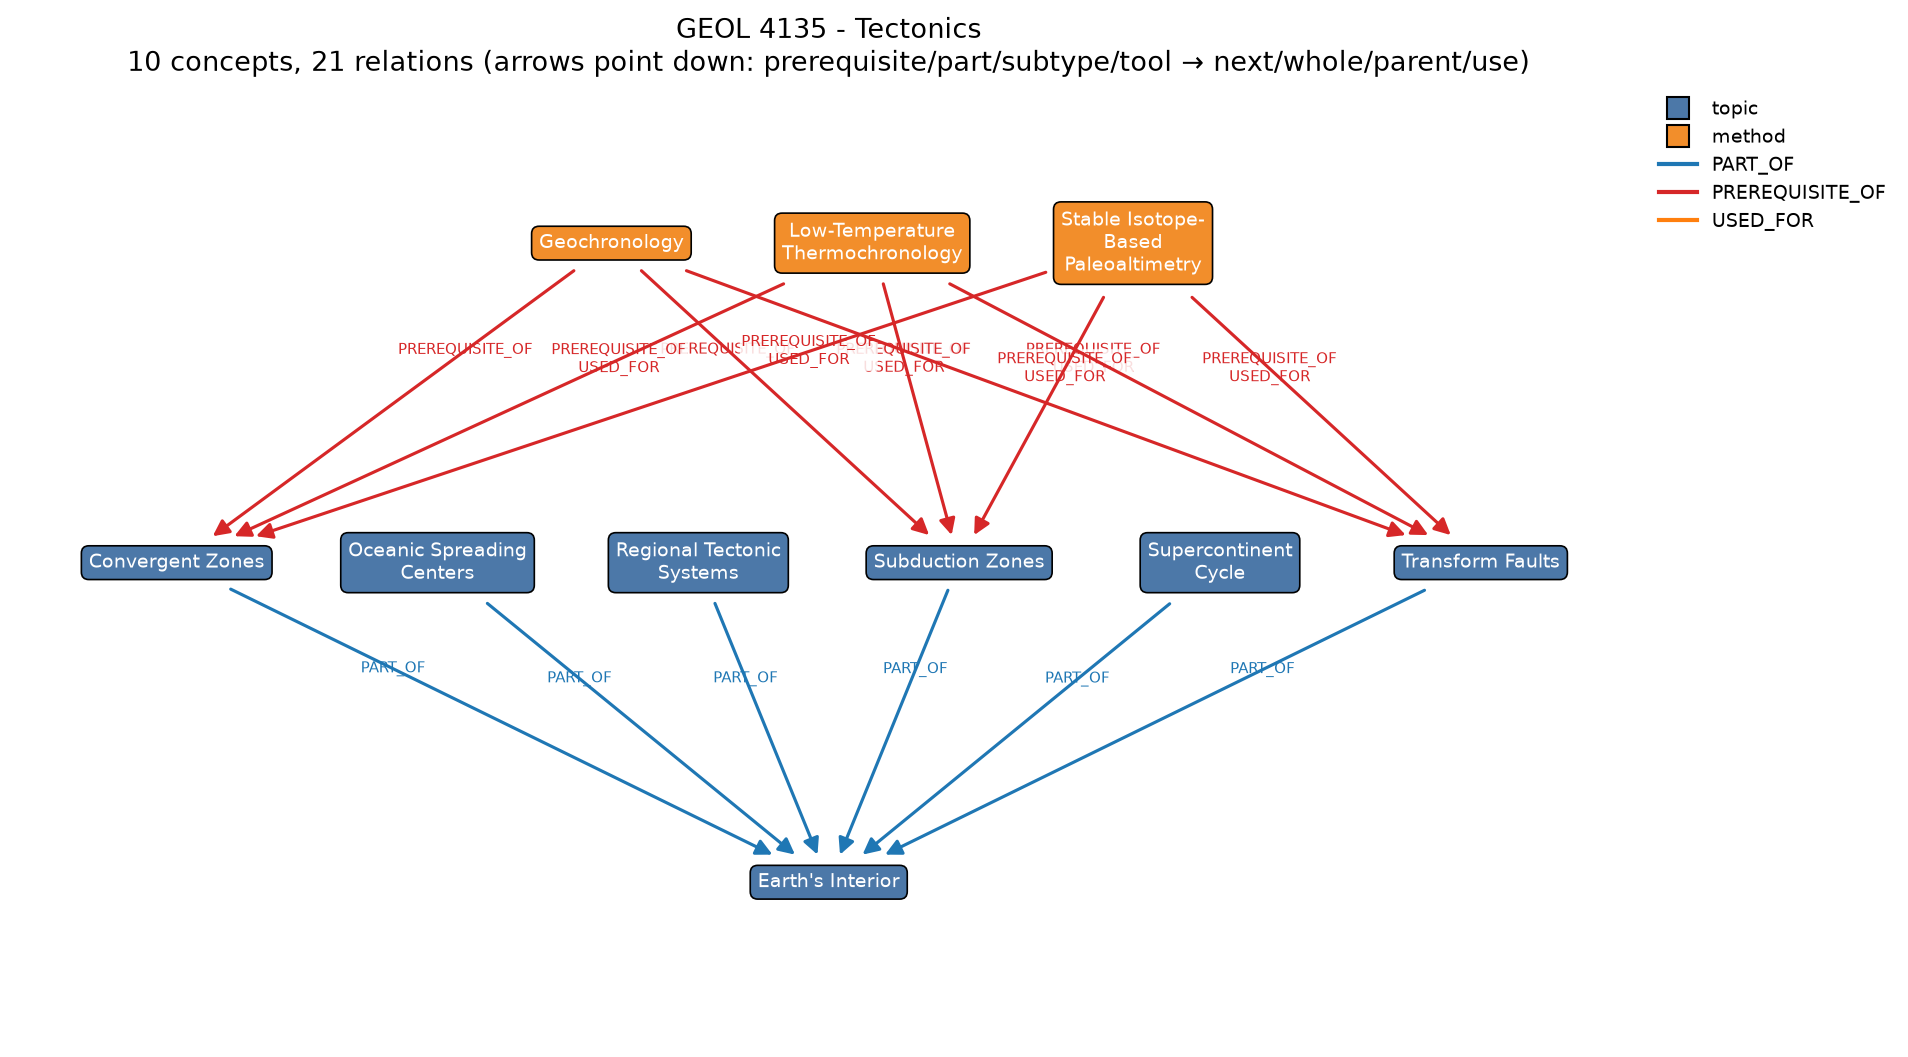 GEOL 4135 - Tectonics
10 concepts, 21 relations (arrows point down: prerequisite/part/subtype/tool → next/whole/parent/use)
topic
method
PART_OF
PREREQUISITE_OF
USED_FOR
Geochronology
Low-Temperature
Thermochronology
Stable Isotope-
Based
Paleoaltimetry
PREREQUISITE_OF
PREREQUISITE_OF
USED_FOR
PREREQUISITE_OF
USED_FOR
USED_FOR
PREREQUISITE_OF
PREREQUISITE_OF
USED_FOR
PREREQUISITE_OF
USED_FOR
Convergent Zones
Oceanic Spreading
Centers
Regional Tectonic
Systems
Subduction Zones
Supercontinent
Cycle
Transform Faults
PART_OF
PART_OF
PART_OF
PART_OF
PART_OF
PART_OF
Earth's Interior